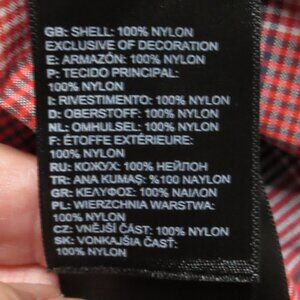 GB: SHELL: 100% NYLON
EXCLUSIVE OF DECORATION
E: ARMAZÓN: 100% NYLON
P: TECIDO PRINCIPAL:
100% NYLON
I: RIVESTIMENTO: 100% NYLON
D: OBERSTOFF: 100% NYLON
NL: OMHULSEL: 100% NYLON
F: ÉTOFFE EXTÉRIEURE:
100% NYLON
RU: КОЖУХ: 100% НЕЙЛОН
TR: ANA KUMAŞ: %100 NAYLON
GR: ΚΕΛΥΦΟΣ: 100% ΝΑΙΛΟΝ
PL: WIERZCHNIA WARSTWA:
100% NYLON
CZ: VNĚJŠÍ ČÁST: 100% NYLON
SK: VONKAJŠIA ČASŤ:
100% NYLON